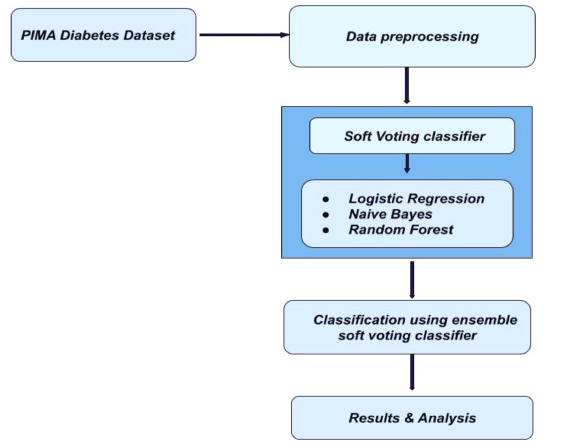 PIMA Diabetes Dataset
Data preprocessing
Soft Voting classifier
● Logistic Regression
● Naive Bayes
● Random Forest
Classification using ensemble
soft voting classifier
Results & Analysis